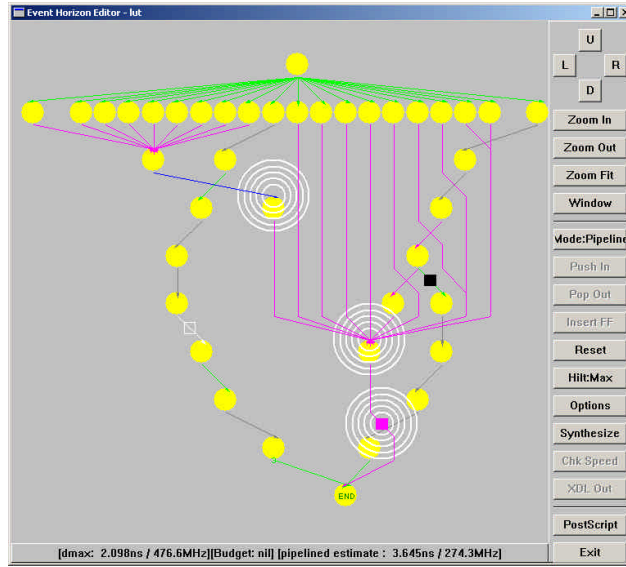 Event Horizon Editor - lut
U
L R
D
Zoom In
Zoom Out
Zoom Fit
Window
Mode:Pipeline
Push In
Pop Out
Insert FF
Reset
Hilt:Max
Options
Synthesize
Chk Speed
XDL Out
PostScript
Exit
3
END
[dmax: 2.098ns / 476.6MHz][Budget: nil] [pipelined estimate : 3.645ns / 274.3MHz]